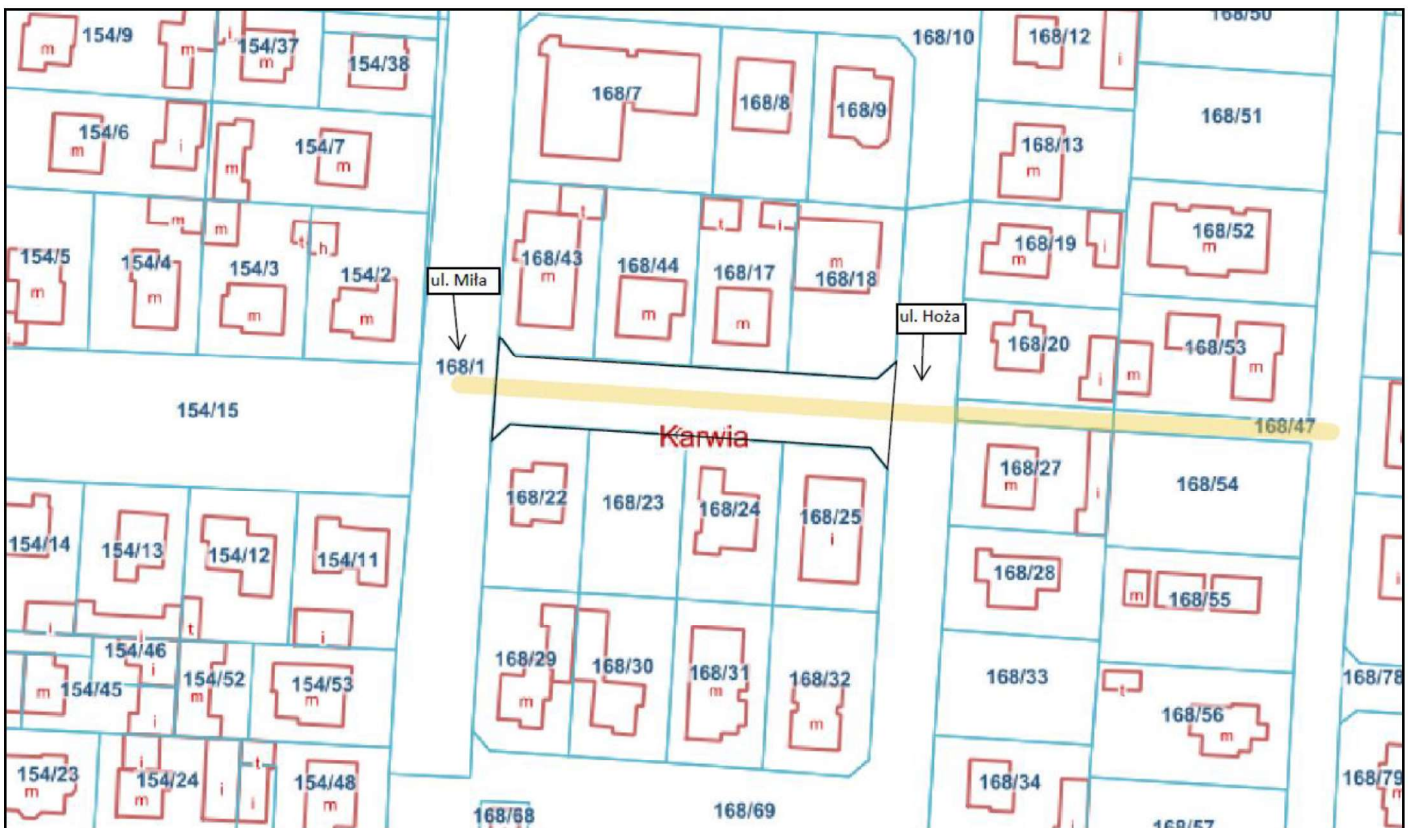 168/50
154/9
m
m
i
154/37
m
154/38
168/10
168/12
i
168/7
168/8
168/9
168/51
154/6
m
i
154/7
m
m
168/13
m
m
m
t
h
t
i
154/5
m
154/4
m
154/3
m
154/2
m
ul. Miła
168/43
m
168/44
m
168/17
m
m
168/18
168/19
m
i
168/52
m
ul. Hoża
168/20
i
m
168/53
m
i
168/1
154/15
Karwia
168/47
168/22
168/23
168/24
168/25
i
168/27
m
i
168/54
154/14
154/13
154/12
154/11
i
i
t
i
168/28
m
168/55
154/46
i
m
154/45
i
154/52
m
154/53
m
168/29
m
168/30
168/31
m
168/32
m
168/33
t
168/56
m
168/78
154/23
m
i
154/24
m
i
t
i
154/48
m
168/68
168/69
168/34
i
168/57
168/79
m